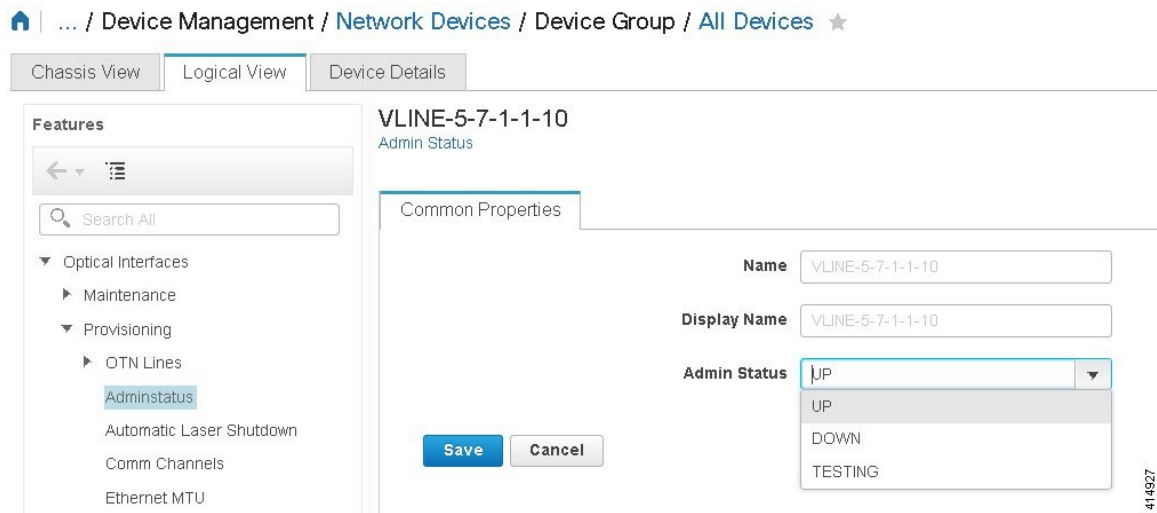 ... / Device Management / Network Devices / Device Group / All Devices
Chassis View Logical View Device Details
Features
Search All
Optical Interfaces
Maintenance
Provisioning
OTN Lines
Adminstatus
Automatic Laser Shutdown
Comm Channels
Ethernet MTU
VLINE-5-7-1-1-10
Admin Status
Common Properties
Name VLINE-5-7-1-1-10
Display Name VLINE-5-7-1-1-10
Admin Status UP
UP
DOWN
TESTING
Save Cancel
414927